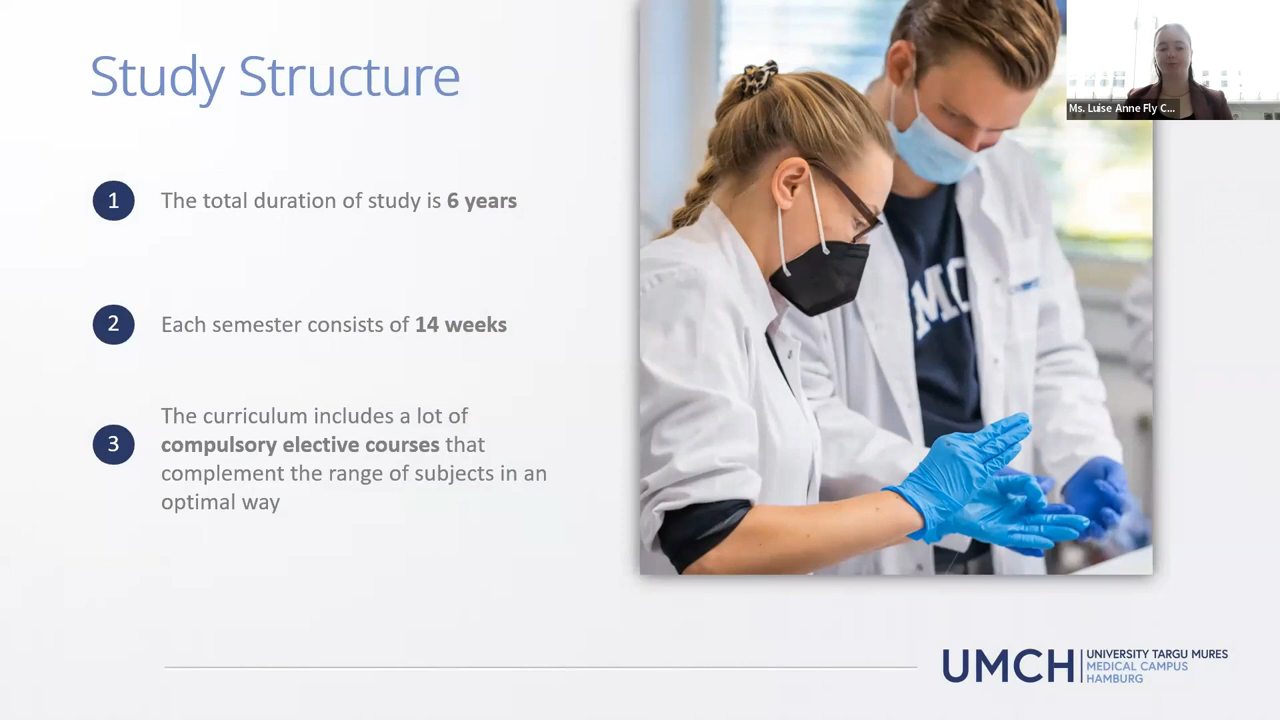 Study Structure
Ms. Luise Anne Fly C...
1
The total duration of study is 6 years
2
Each semester consists of 14 weeks
3
The curriculum includes a lot of
compulsory elective courses that
complement the range of subjects in an
optimal way
UMC
UMCH
UNIVERSITY TARGU MURES
MEDICAL CAMPUS
HAMBURG